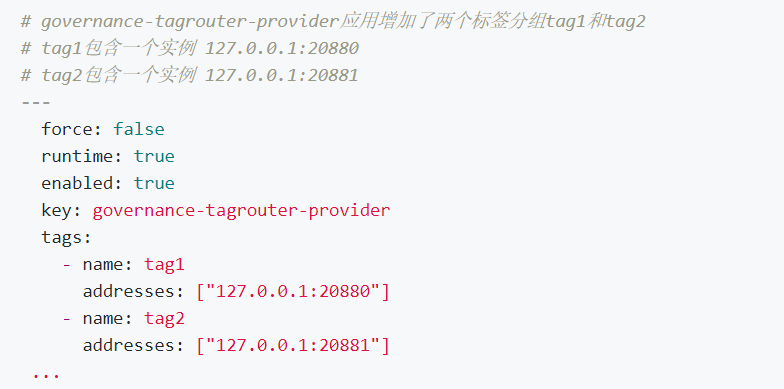 # governance-tagrouter-provider应用增加了两个标签分组tag1和tag2
# tag1包含一个实例 127.0.0.1:20880
# tag2包含一个实例 127.0.0.1:20881
---
  force: false
  runtime: true
  enabled: true
  key: governance-tagrouter-provider
  tags:
    - name: tag1
      addresses: ["127.0.0.1:20880"]
    - name: tag2
      addresses: ["127.0.0.1:20881"]
 ...